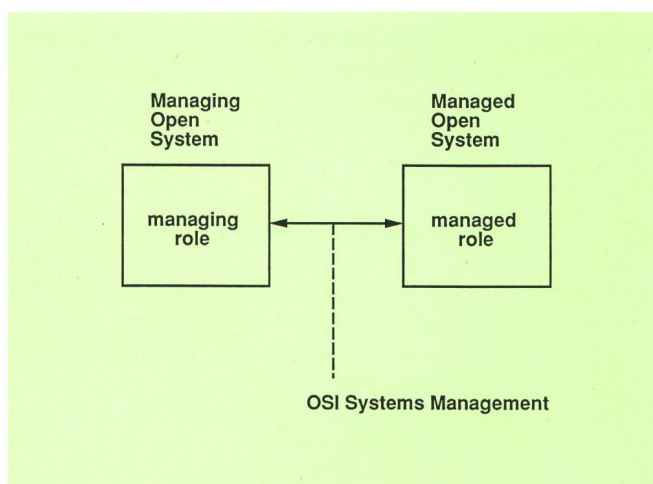 Managing
Open
System
Managed
Open
System
managing
role
managed
role
OSI Systems Management